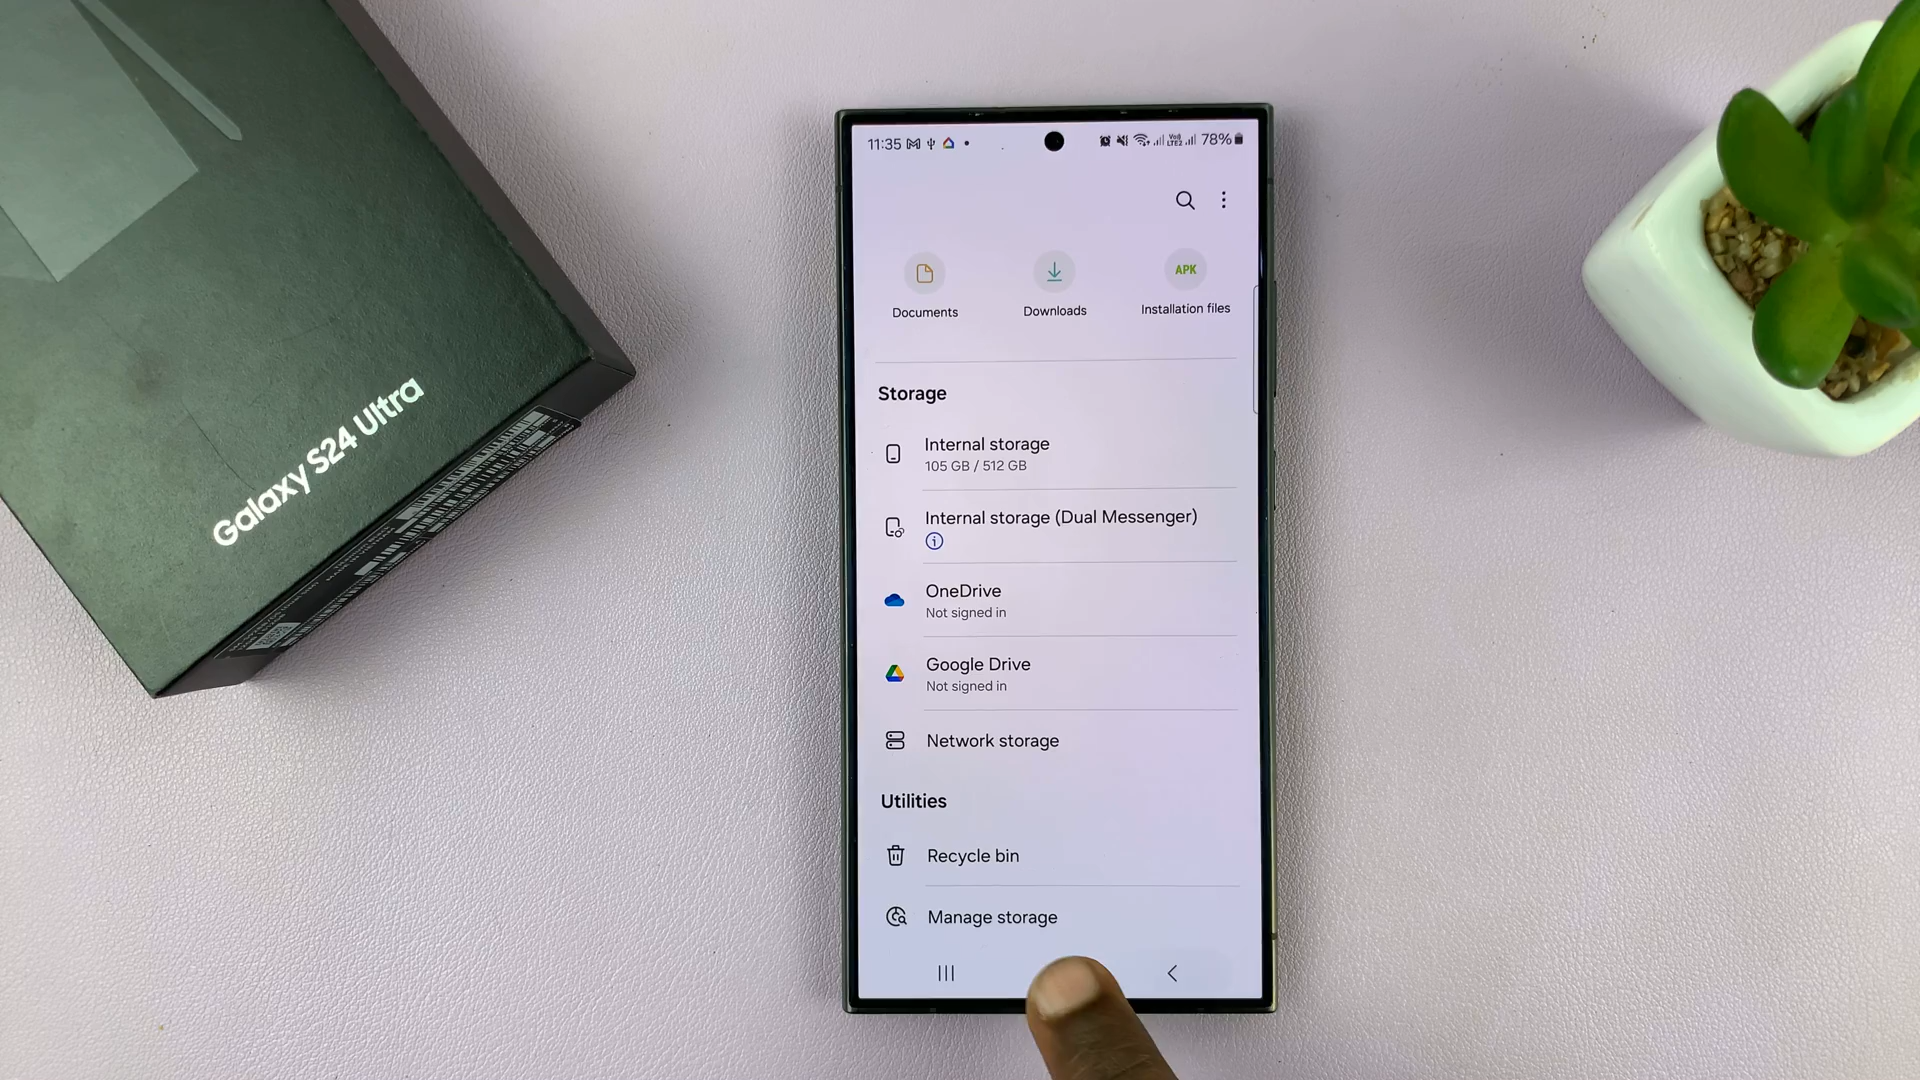 Galaxy S24 Ultra
11:35
78%
Documents
Downloads
APK
Installation files
Storage
Internal storage
105 GB / 512 GB
Internal storage (Dual Messenger)
OneDrive
Not signed in
Google Drive
Not signed in
Network storage
Utilities
Recycle bin
Manage storage